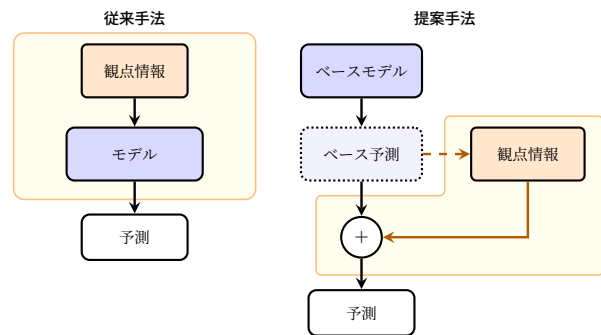 従来手法
観点情報
モデル
予測
提案手法
ベースモデル
ベース予測
観点情報
+
予測